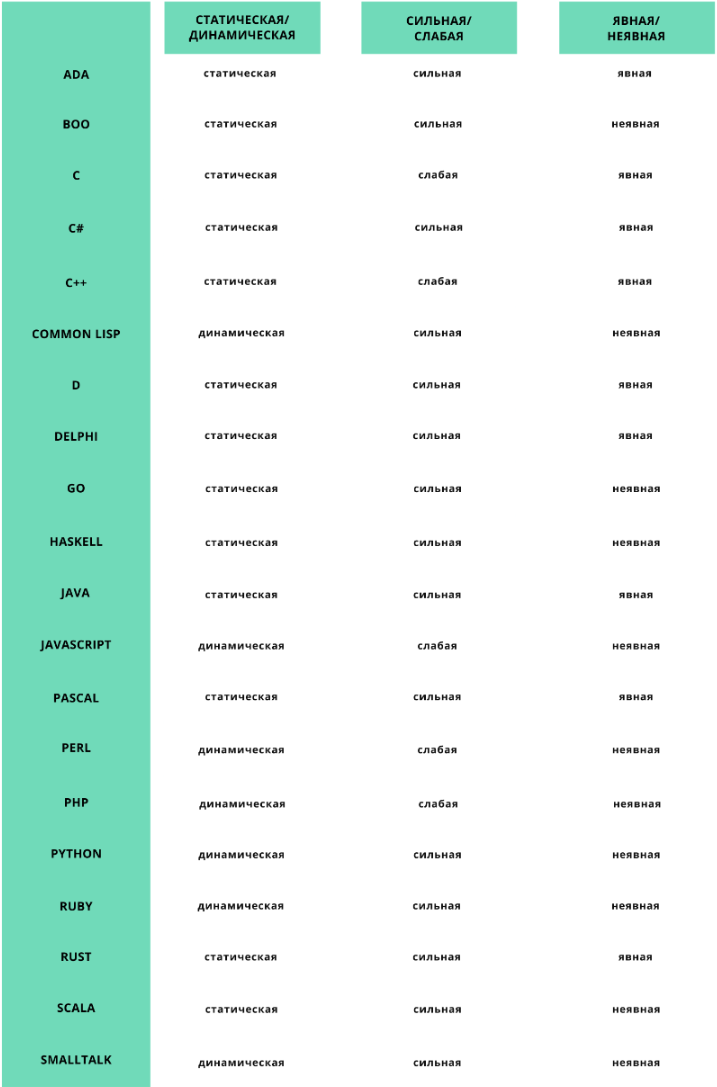 СТАТИЧЕСКАЯ/ СИЛЬНАЯ/ ЯВНАЯ/
ДИНАМИЧЕСКАЯ СЛАБАЯ НЕЯВНАЯ
ADA статическая сильная явная
BOO статическая сильная неявная
C статическая слабая явная
C# статическая сильная явная
C++ статическая слабая явная
COMMON LISP динамическая сильная неявная
D статическая сильная явная
DELPHI статическая сильная явная
GO статическая сильная неявная
HASKELL статическая сильная неявная
JAVA статическая сильная явная
JAVASCRIPT динамическая слабая неявная
PASCAL статическая сильная явная
PERL динамическая слабая неявная
PHP динамическая слабая неявная
PYTHON динамическая сильная неявная
RUBY динамическая сильная неявная
RUST статическая сильная явная
SCALA статическая сильная неявная
SMALLTALK динамическая сильная неявная